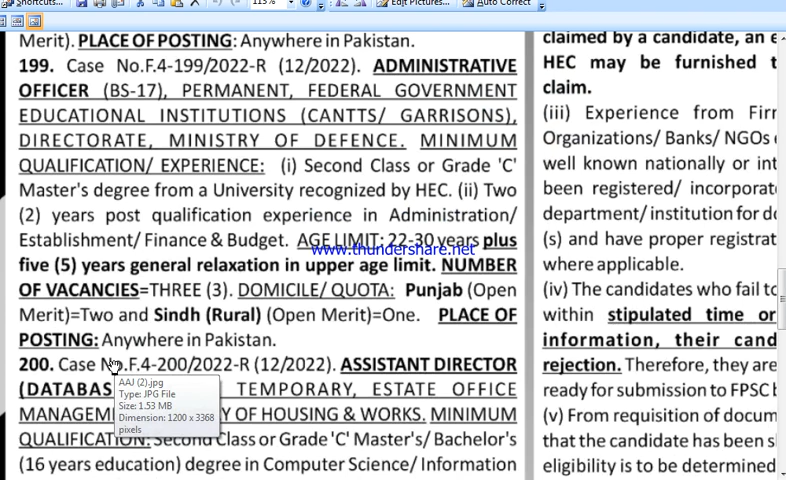 Shortcuts...
115%
Edit Pictures...
Auto Correct
Merit). PLACE OF POSTING: Anywhere in Pakistan.
199. Case No.F.4-199/2022-R (12/2022). ADMINISTRATIVE
OFFICER (BS-17), PERMANENT, FEDERAL GOVERNMENT
EDUCATIONAL INSTITUTIONS (CANTTS/ GARRISONS),
DIRECTORATE, MINISTRY OF DEFENCE. MINIMUM
QUALIFICATION/ EXPERIENCE: (i) Second Class or Grade 'C'
Master's degree from a University recognized by HEC. (ii) Two
(2) years post qualification experience in Administration/
Establishment/ Finance & Budget. AGE LIMIT: 22-30 years plus
www.thundershare.net
five (5) years general relaxation in upper age limit. NUMBER
OF VACANCIES=THREE (3). DOMICILE/ QUOTA: Punjab (Open
Merit)=Two and Sindh (Rural) (Open Merit)=One. PLACE OF
POSTING: Anywhere in Pakistan.
200. Case No.F.4-200/2022-R (12/2022). ASSISTANT DIRECTOR
(DATABAS TEMPORARY, ESTATE OFFICE
MANAGEM Y OF HOUSING & WORKS. MINIMUM
QUALIFICATION: Second Class or Grade 'C' Master's/ Bachelor's
(16 years education) degree in Computer Science/ Information
AAJ (2).jpg
Type: JPG File
Size: 1.53 MB
Dimension: 1200 x 3368
pixels
claimed by a candidate, an e
HEC may be furnished t
claim.
(iii) Experience from Firr
Organizations/ Banks/ NGOs
well known nationally or int
been registered/ incorporat
department/ institution for do
(s) and have proper registrat
where applicable.
(iv) The candidates who fail to
within stipulated time or
information, their cand
rejection. Therefore, they are
ready for submission to FPSC
(v) From requisition of docum
that the candidate has been s
eligibility is to be determined